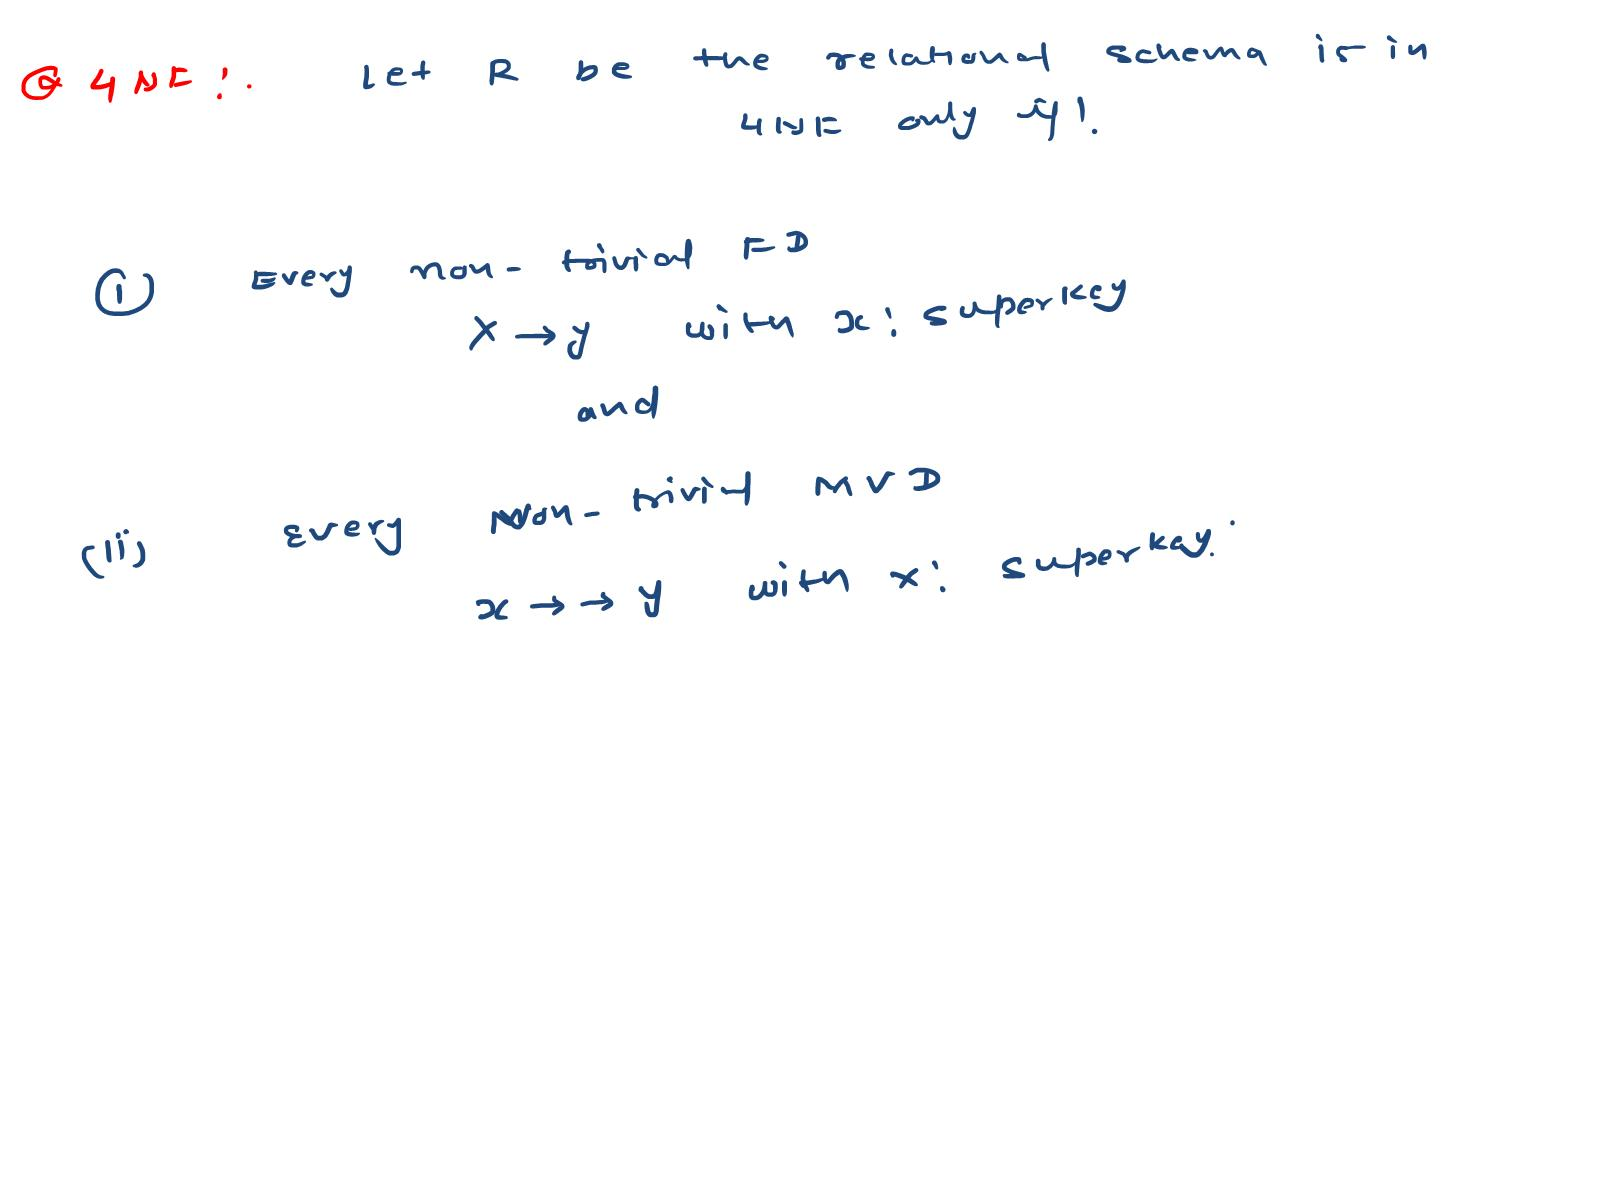 @ 4NF :. Let R be the relational schema is in
4NF only if :.
(i) Every non-trivial FD
X → y with x : superkey
and
(ii) Every Non-trivial MVD
x → → y with x : superkey.